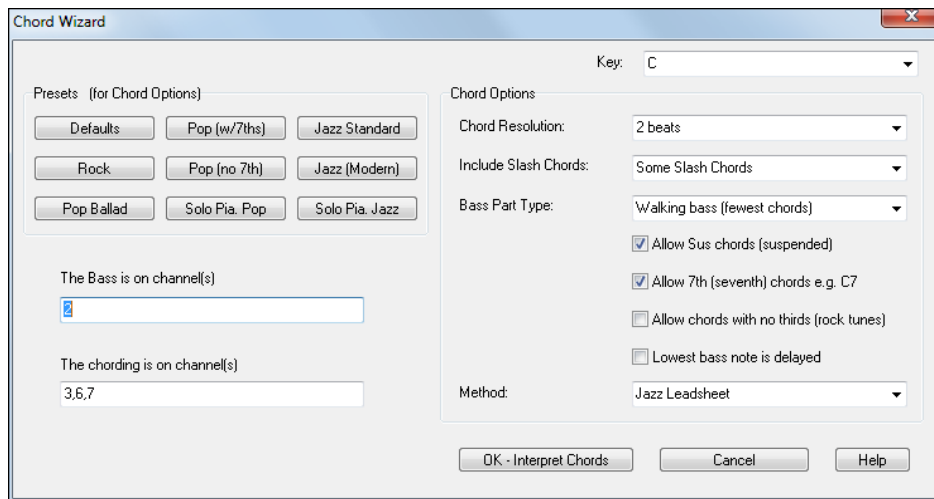 Chord Wizard
Key: C
Presets (for Chord Options)
Defaults Pop (w/7ths) Jazz Standard
Rock Pop (no 7th) Jazz (Modern)
Pop Ballad Solo Pia. Pop Solo Pia. Jazz
The Bass is on channel(s)
2
The chording is on channel(s)
3,6,7
Chord Options
Chord Resolution: 2 beats
Include Slash Chords: Some Slash Chords
Bass Part Type: Walking bass (fewest chords)
Allow Sus chords (suspended)
Allow 7th (seventh) chords e.g. C7
Allow chords with no thirds (rock tunes)
Lowest bass note is delayed
Method: Jazz Leadsheet
OK - Interpret Chords Cancel Help